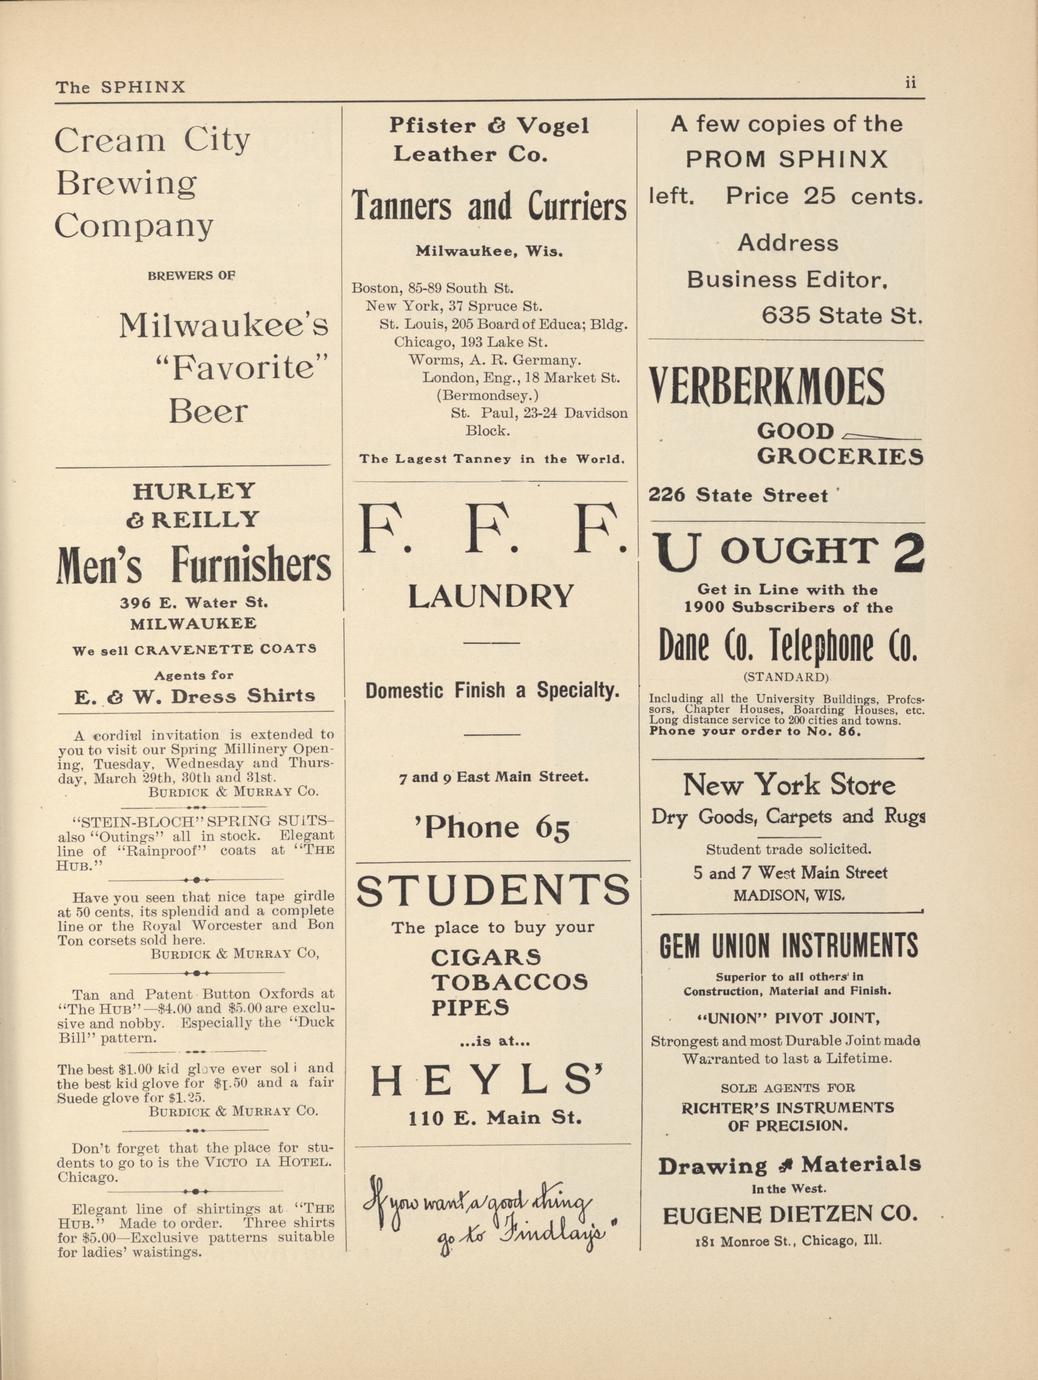 The SPHINX
ii
Cream City
Brewing
Company
BREWERS OF
Milwaukee's
"Favorite"
Beer
HURLEY
& REILLY
Men's Furnishers
396 E. Water St.
MILWAUKEE
We sell CRAVENETTE COATS
Agents for
E. & W. Dress Shirts
A cordial invitation is extended to
you to visit our Spring Millinery Open-
ing, Tuesday, Wednesday and Thurs-
day, March 29th, 30th and 31st.
BURDICK & MURRAY CO.
"STEIN-BLOCH" SPRING SUITS—
also "Outings" all in stock. Elegant
line of "Rainproof" coats at "THE
HUB."
Have you seen that nice tape girdle
at 50 cents, its splendid and a complete
line or the Royal Worcester and Bon
Ton corsets sold here.
BURDICK & MURRAY CO,
Tan and Patent Button Oxfords at
"The HUB"—$4.00 and $5.00 are exclu-
sive and nobby. Especially the "Duck
Bill" pattern.
The best $1.00 kid glove ever sol i and
the best kid glove for $1.50 and a fair
Suede glove for $1.25.
BURDICK & MURRAY CO.
Don't forget that the place for stu-
dents to go to is the VICTO IA HOTEL.
Chicago.
Elegant line of shirtings at "THE
HUB." Made to order. Three shirts
for $5.00—Exclusive patterns suitable
for ladies' waistings.
Pfister & Vogel
Leather Co.
Tanners and Curriers
Milwaukee, Wis.
Boston, 85-89 South St.
New York, 37 Spruce St.
St. Louis, 205 Board of Educa; Bldg.
Chicago, 193 Lake St.
Worms, A. R. Germany.
London, Eng., 18 Market St.
(Bermondsey.)
St. Paul, 23-24 Davidson
Block.
The Lagest Tanney in the World.
F. F. F.
LAUNDRY
Domestic Finish a Specialty.
7 and 9 East Main Street.
'Phone 65
STUDENTS
The place to buy your
CIGARS
TOBACCOS
PIPES
...is at...
HEYLS'
110 E. Main St.
If you want a good thing
go to "Findlay's"
A few copies of the
PROM SPHINX
left. Price 25 cents.
Address
Business Editor,
635 State St.
VERBERKMOES
GOOD
GROCERIES
226 State Street
U OUGHT 2
Get in Line with the
1900 Subscribers of the
Dane Co. Telephone Co.
(STANDARD)
Including all the University Buildings, Profes-
sors, Chapter Houses, Boarding Houses, etc.
Long distance service to 200 cities and towns.
Phone your order to No. 86.
New York Store
Dry Goods, Carpets and Rugs
Student trade solicited.
5 and 7 West Main Street
MADISON, WIS.
GEM UNION INSTRUMENTS
Superior to all others in
Construction, Material and Finish.
"UNION" PIVOT JOINT,
Strongest and most Durable Joint made
Warranted to last a Lifetime.
SOLE AGENTS FOR
RICHTER'S INSTRUMENTS
OF PRECISION.
Drawing Materials
In the West.
EUGENE DIETZEN CO.
181 Monroe St., Chicago, Ill.